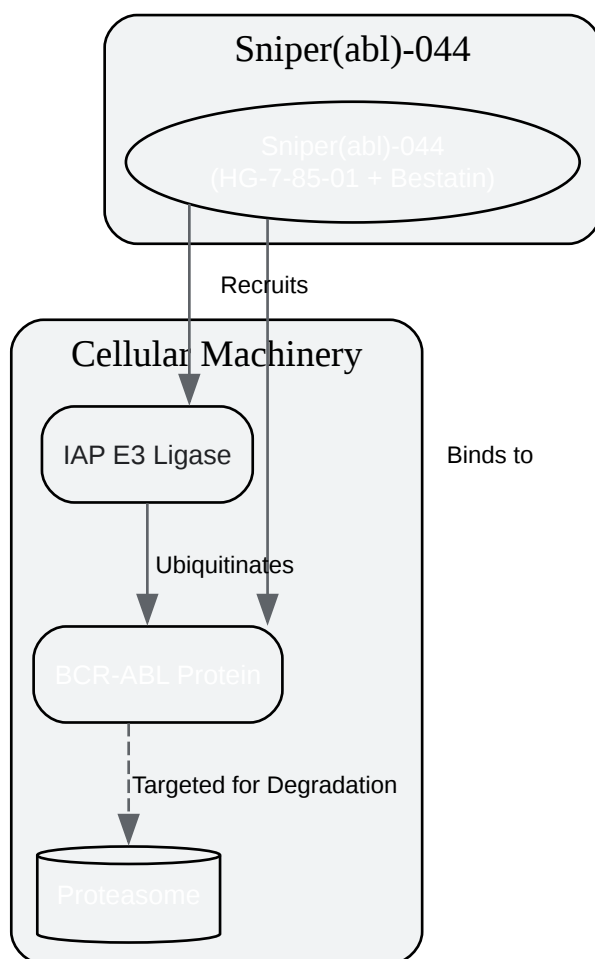 Sniper(abl)-044
Sniper(abl)-044
(HG-7-85-01 + Bestatin)
Recruits
Cellular Machinery
IAP E3 Ligase
Binds to
Ubiquitinates
BCR-ABL Protein
Targeted for Degradation
Proteasome